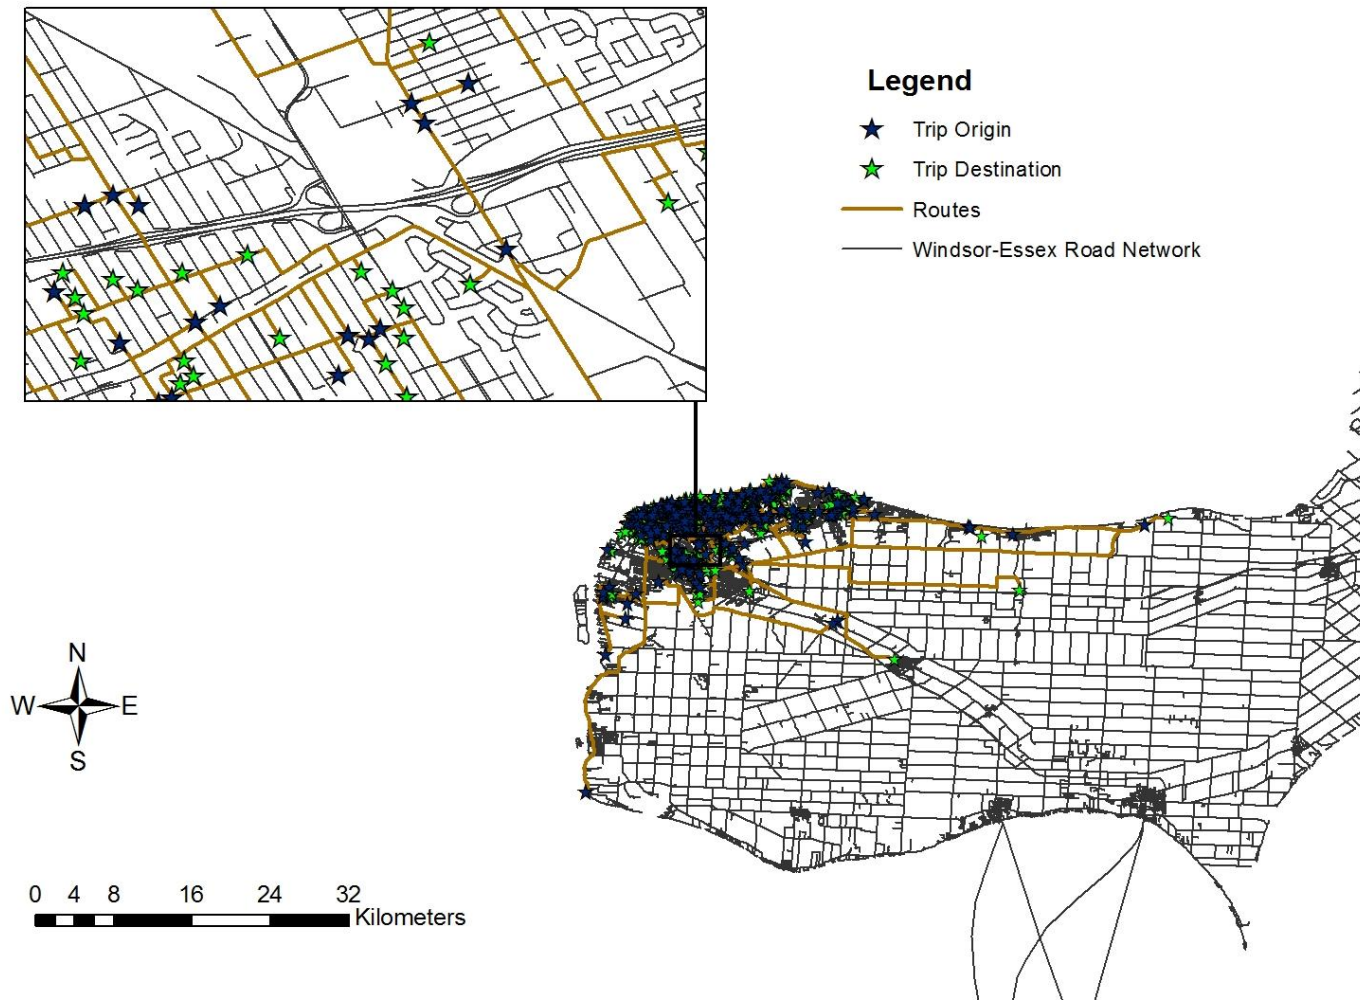 Legend
Trip Origin
Trip Destination
Routes
Windsor-Essex Road Network
N
W E
S
0 4 8 16 24 32
Kilometers